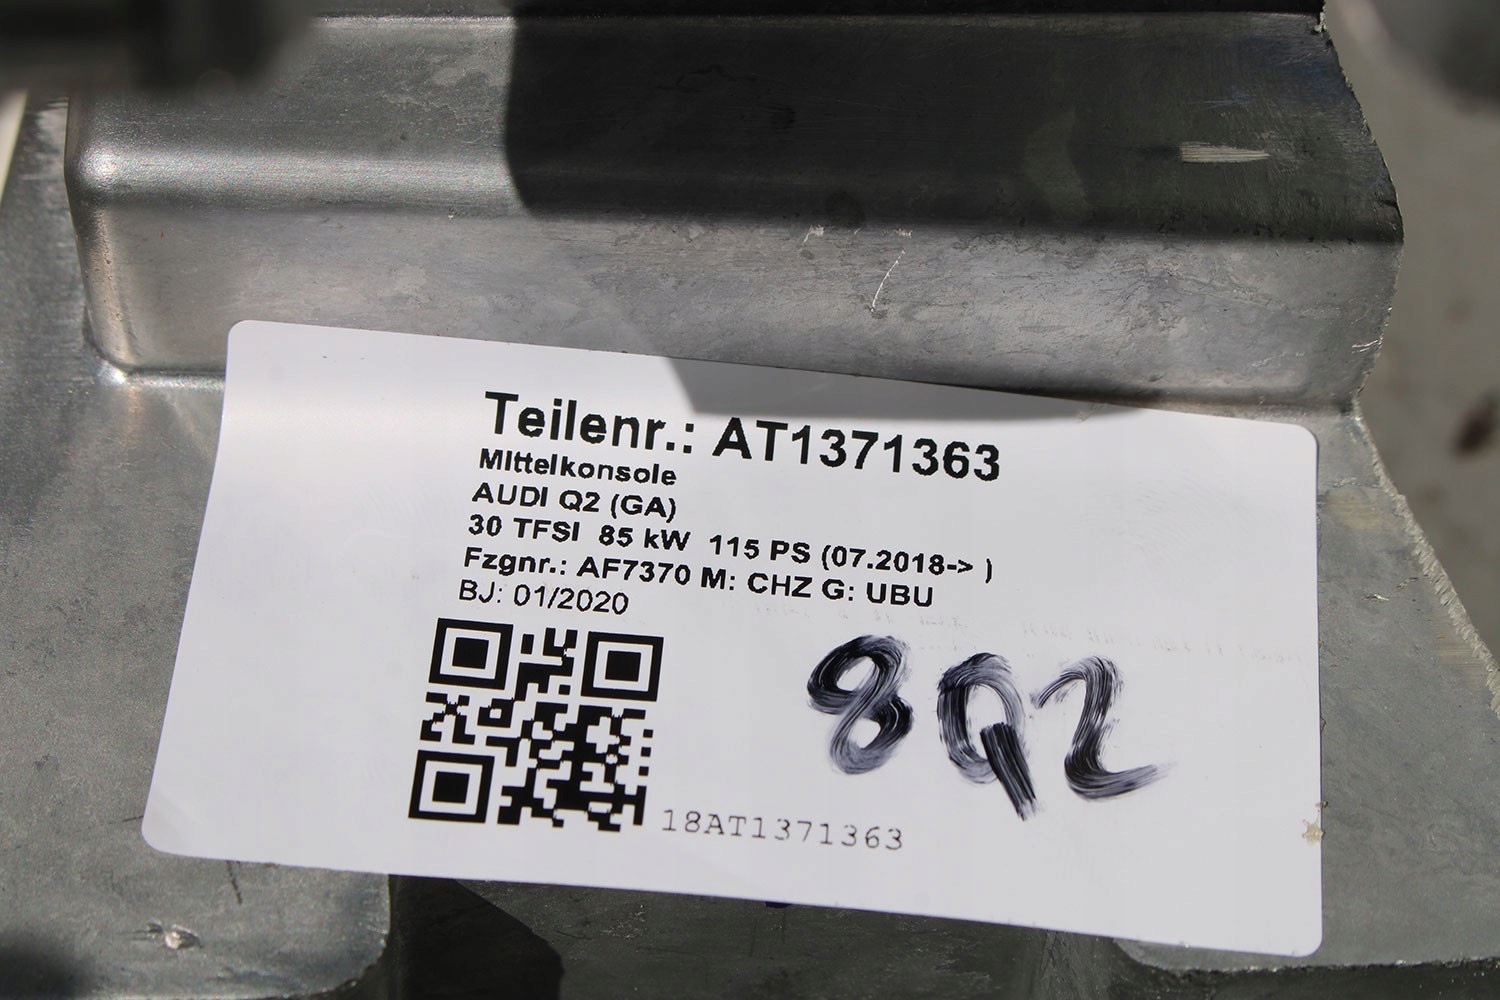 Teilenr.: AT1371363
MIttelkonsole
AUDI Q2 (GA)
30 TFSI 85 kW 115 PS (07.2018-> )
Fzgnr.: AF7370 M: CHZ G: UBU
BJ: 01/2020
8Q2
18AT1371363